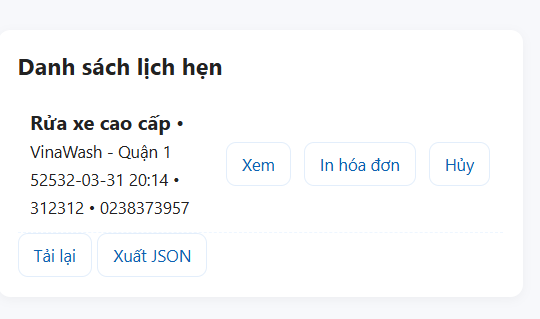 Danh sách lịch hẹn
Rửa xe cao cấp •
VinaWash - Quận 1
52532-03-31 20:14 •
312312 • 0238373957
Xem
In hóa đơn
Hủy
Tải lại
Xuất JSON